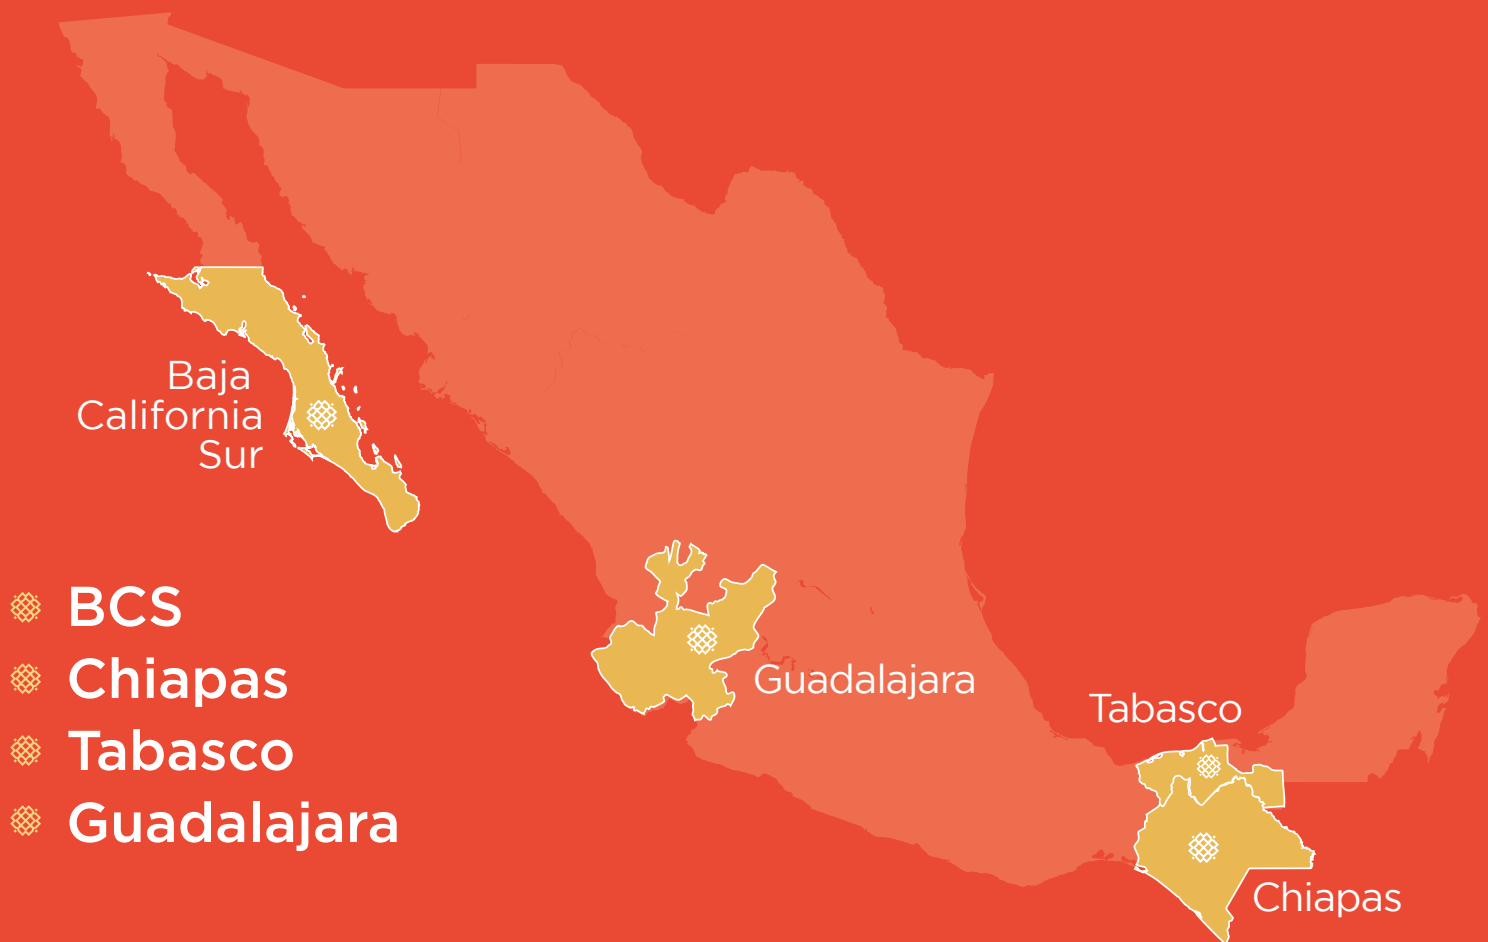 Baja
California
Sur
BCS
Chiapas
Tabasco
Guadalajara
Guadalajara
Tabasco
Chiapas